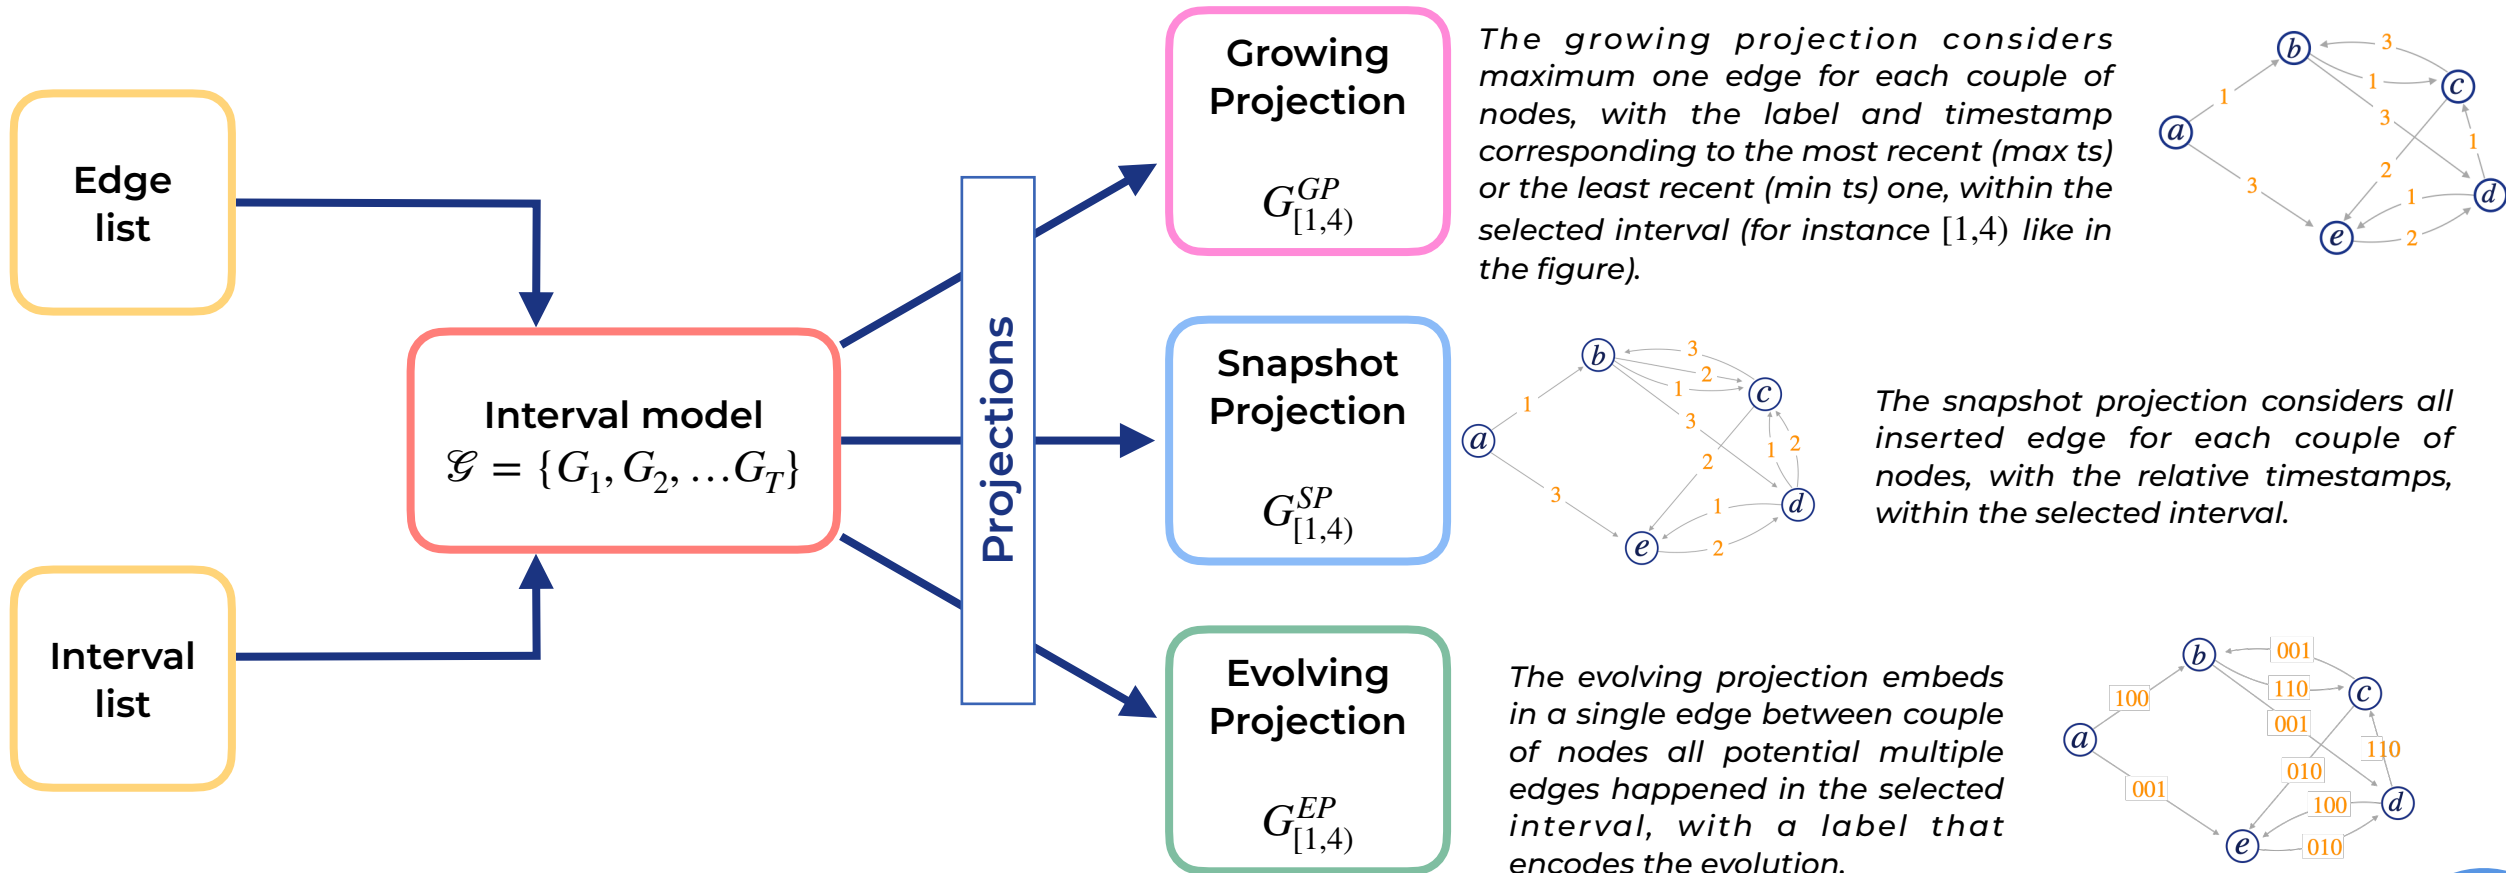 Edge
list
Interval
list
Interval model
𝒢 = {G₁, G₂, …G_T}
Projections
Growing
Projection
G^{GP}_{[1,4)}
The growing projection considers
maximum one edge for each couple of
nodes, with the label and timestamp
corresponding to the most recent (max ts)
or the least recent (min ts) one, within the
selected interval (for instance [1,4) like in
the figure).
b
3
1
c
1
3
a
1
2
3
1
d
e
2
Snapshot
Projection
G^{SP}_{[1,4)}
b
3
2
1
c
1
3
a
1
2
2
3
1
d
e
2
The snapshot projection considers all
inserted edge for each couple of
nodes, with the relative timestamps,
within the selected interval.
Evolving
Projection
G^{EP}_{[1,4)}
The evolving projection embeds
in a single edge between couple
of nodes all potential multiple
edges happened in the selected
interval, with a label that
encodes the evolution.
b
001
110
c
100
001
a
110
010
001
100
d
e
010